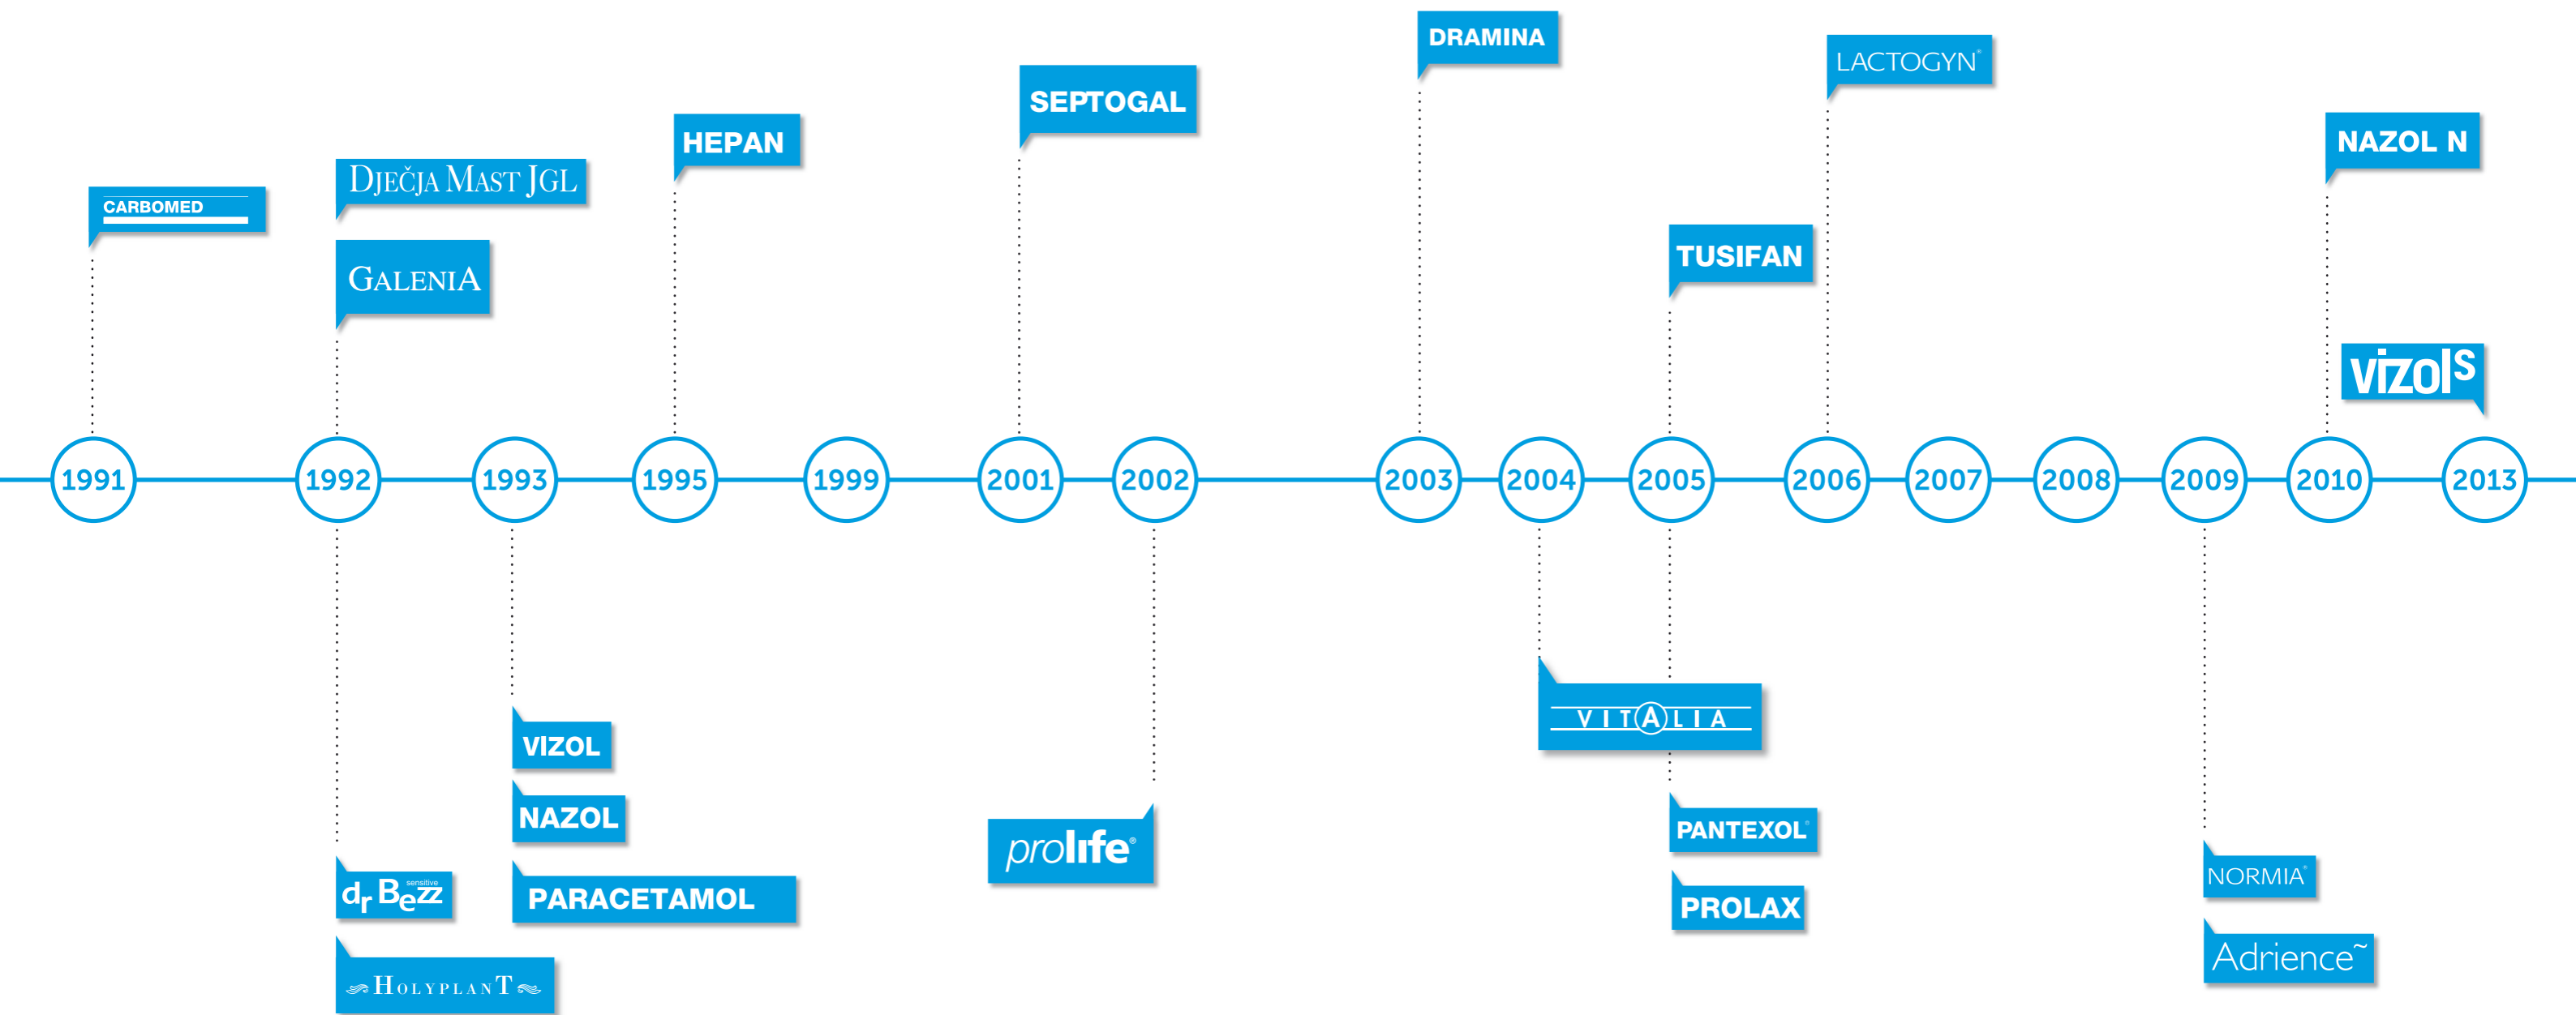 DRAMINA
LACTOGYN®
SEPTOGAL
HEPAN
NAZOL N
DJEČJA MAST JGL
CARBOMED
TUSIFAN
GALENIA
vizol S
1991 1992 1993 1995 1999 2001 2002 2003 2004 2005 2006 2007 2008 2009 2010 2013
VITALIA
VIZOL
NAZOL
PANTEXOL®
prolife®
NORMIA®
dr Bezz sensitive
PARACETAMOL
PROLAX
Adrience~
HOLYPLANT